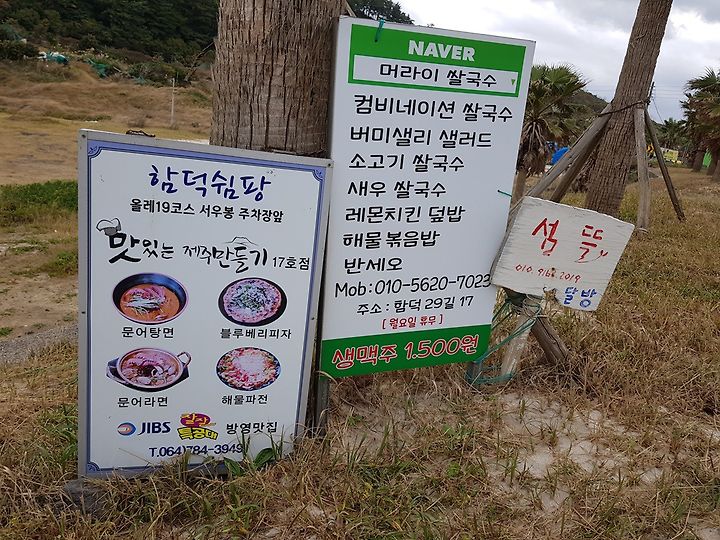 함덕쉼팡
올레19코스 서우봉 주차장앞
맛있는 제주만들기 17호점
문어탕면
블루베리피자
문어라면
해물파전
JIBS
방영맛집
T.064)784-3949
NAVER
머라이 쌀국수
컴비네이션 쌀국수
버미샐리 샐러드
소고기 쌀국수
새우 쌀국수
레몬치킨 덮밥
해물볶음밥
반세오
Mob:010-5620-7023
주소:함덕 29길 17
[월요일 휴무]
생맥주 1.500원
섬 뜰
달방